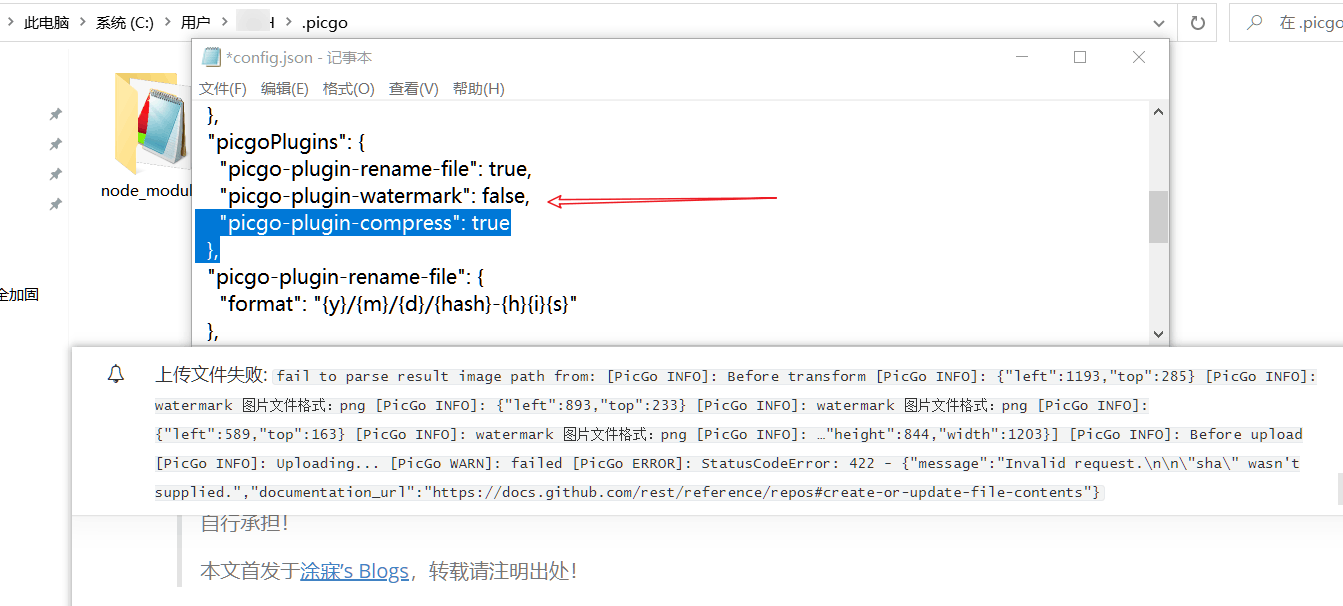 此电脑 系统 (C:) 用户 .picgo 在 .picgo
*config.json - 记事本
文件(F) 编辑(E) 格式(O) 查看(V) 帮助(H)
},
"picgoPlugins": {
"picgo-plugin-rename-file": true,
"picgo-plugin-watermark": false,
"picgo-plugin-compress": true
},
"picgo-plugin-rename-file": {
"format": "{y}/{m}/{d}/{hash}-{h}{i}{s}"
},
node_modul
全加固
上传文件失败: fail to parse result image path from: [PicGo INFO]: Before transform [PicGo INFO]: {"left":1193,"top":285} [PicGo INFO]:
watermark 图片文件格式：png [PicGo INFO]: {"left":893,"top":233} [PicGo INFO]: watermark 图片文件格式：png [PicGo INFO]:
{"left":589,"top":163} [PicGo INFO]: watermark 图片文件格式：png [PicGo INFO]: …"height":844,"width":1203}] [PicGo INFO]: Before upload
[PicGo INFO]: Uploading... [PicGo WARN]: failed [PicGo ERROR]: StatusCodeError: 422 - {"message":"Invalid request.\n\n\"sha\" wasn't
supplied.","documentation_url":"https://docs.github.com/rest/reference/repos#create-or-update-file-contents"}
自行承担！
本文首发于涂寐’s Blogs，转载请注明出处！